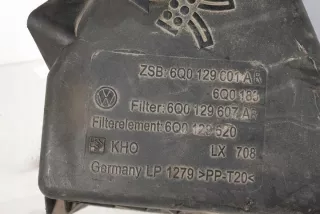 ZSB: 6Q0 129 601 AR
6Q0 183
Filter: 6Q0 129 607 AR
Filterelement: 6Q0 129 620
KHO LX 708
Germany LP 1279 >PP-T20<